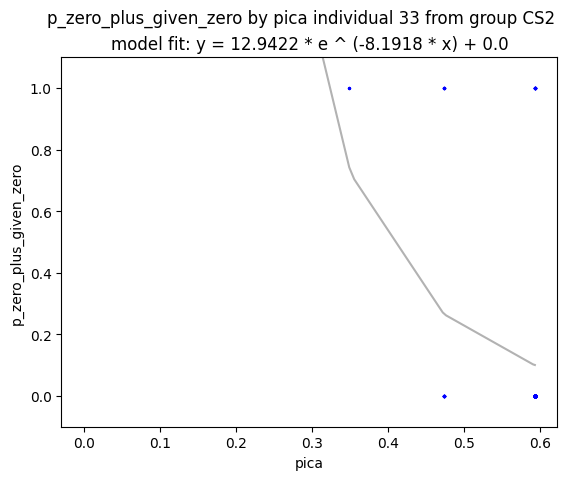 p_zero_plus_given_zero by pica individual 33 from group CS2
model fit: y = 12.9422 * e ^ (-8.1918 * x) + 0.0
1.0
0.8
0.6
0.4
0.2
0.0
p_zero_plus_given_zero
0.0 0.1 0.2 0.3 0.4 0.5 0.6
pica